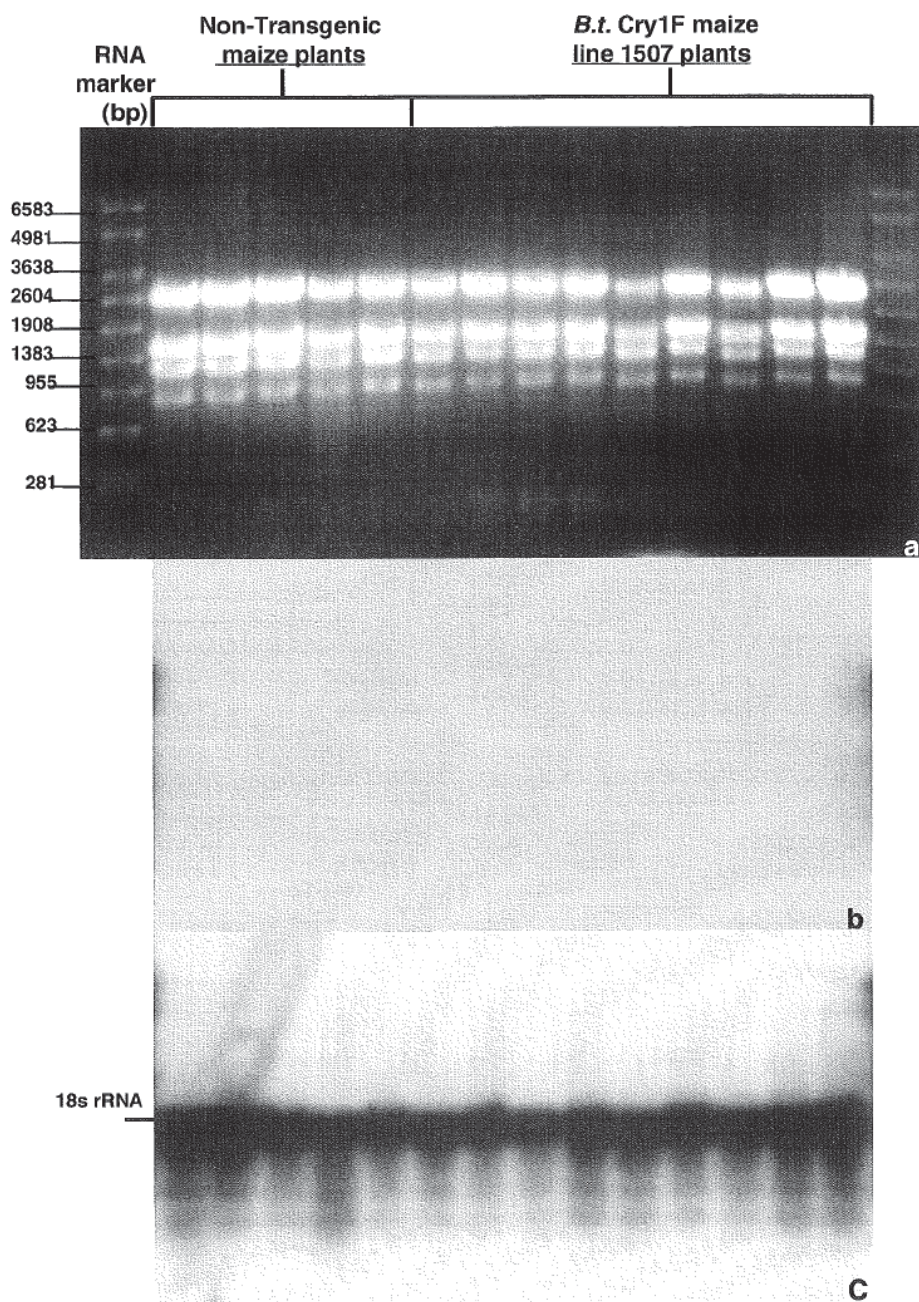 Non-Transgenic
maize plants
B.t. Cry1F maize
line 1507 plants
RNA
marker
(bp)
6583
4981
3638
2604
1908
1383
955
623
281
a
b
18s rRNA
C